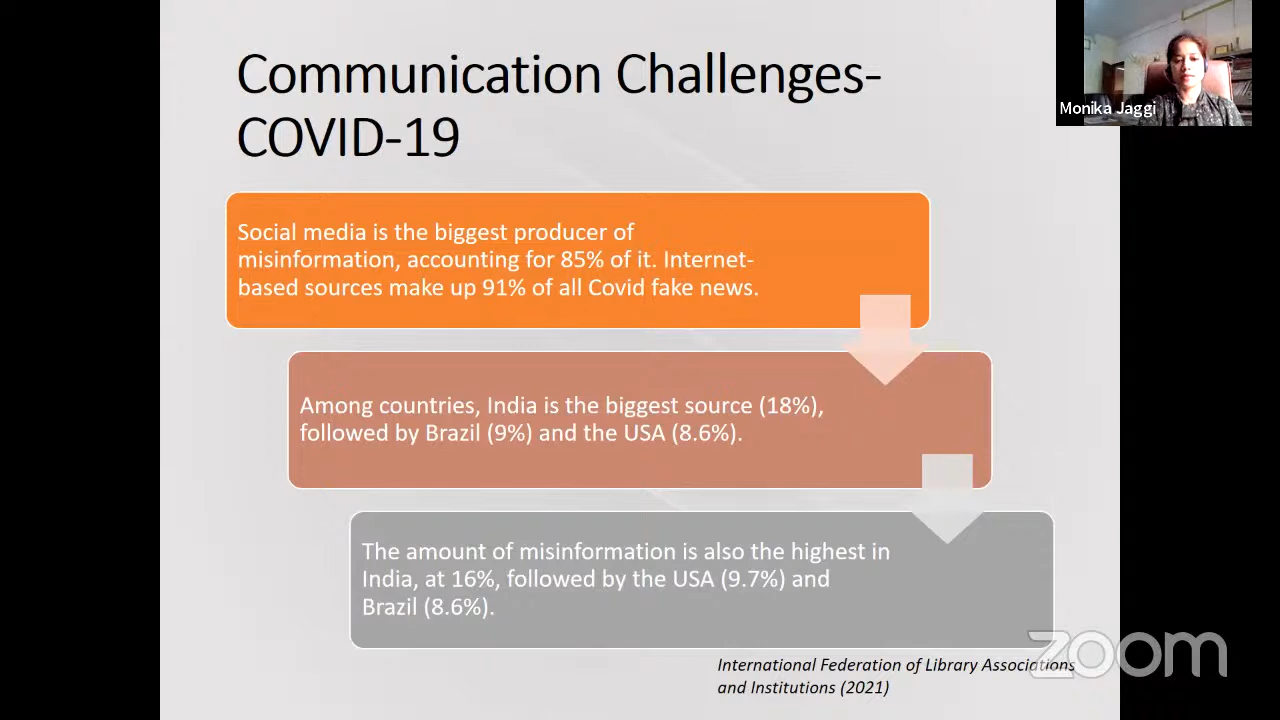 Communication Challenges-
COVID-19
Monika Jaggi
Social media is the biggest producer of
misinformation, accounting for 85% of it. Internet-
based sources make up 91% of all Covid fake news.
Among countries, India is the biggest source (18%),
followed by Brazil (9%) and the USA (8.6%).
The amount of misinformation is also the highest in
India, at 16%, followed by the USA (9.7%) and
Brazil (8.6%).
zoom
International Federation of Library Associations
and Institutions (2021)